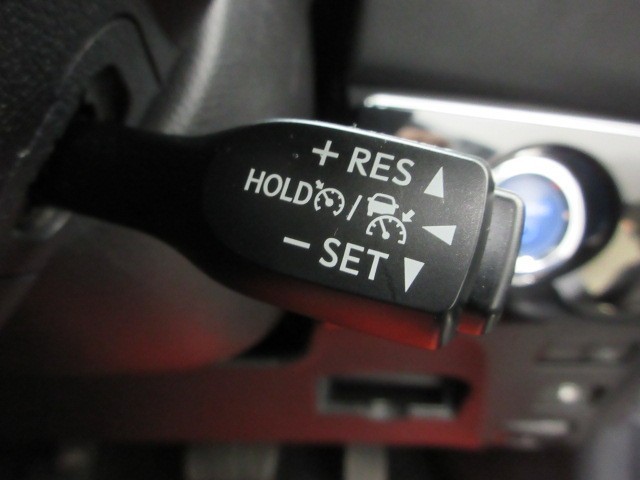 + RES
HOLD /
− SET